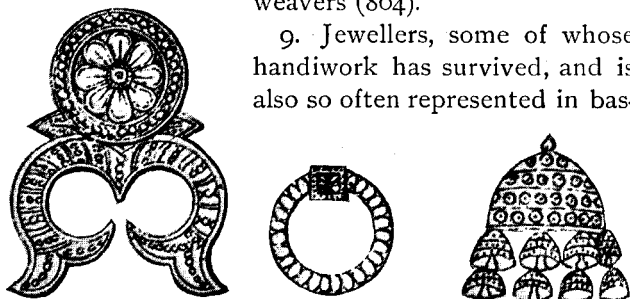 weavers (804).
9. Jewellers, some of whose
handiwork has survived, and is
also so often represented in bas-